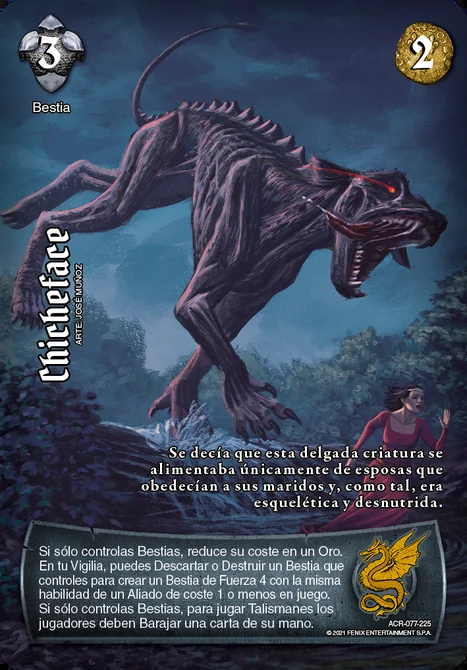 3
2
Bestia
Chicheface
ARTE: JOSÉ MUÑOZ
Se decía que esta delgada criatura se
alimentaba únicamente de esposas que
obedecían a sus maridos y, como tal, era
esquelética y desnutrida.
Si sólo controlas Bestias, reduce su coste en un Oro.
En tu Vigilia, puedes Descartar o Destruir un Bestia que
controles para crear un Bestia de Fuerza 4 con la misma
habilidad de un Aliado de coste 1 o menos en juego.
Si sólo controlas Bestias, para jugar Talismanes los
jugadores deben Barajar una carta de su mano.
ACR-077-225
© 2021 FENIX ENTERTAINMENT S.P.A.